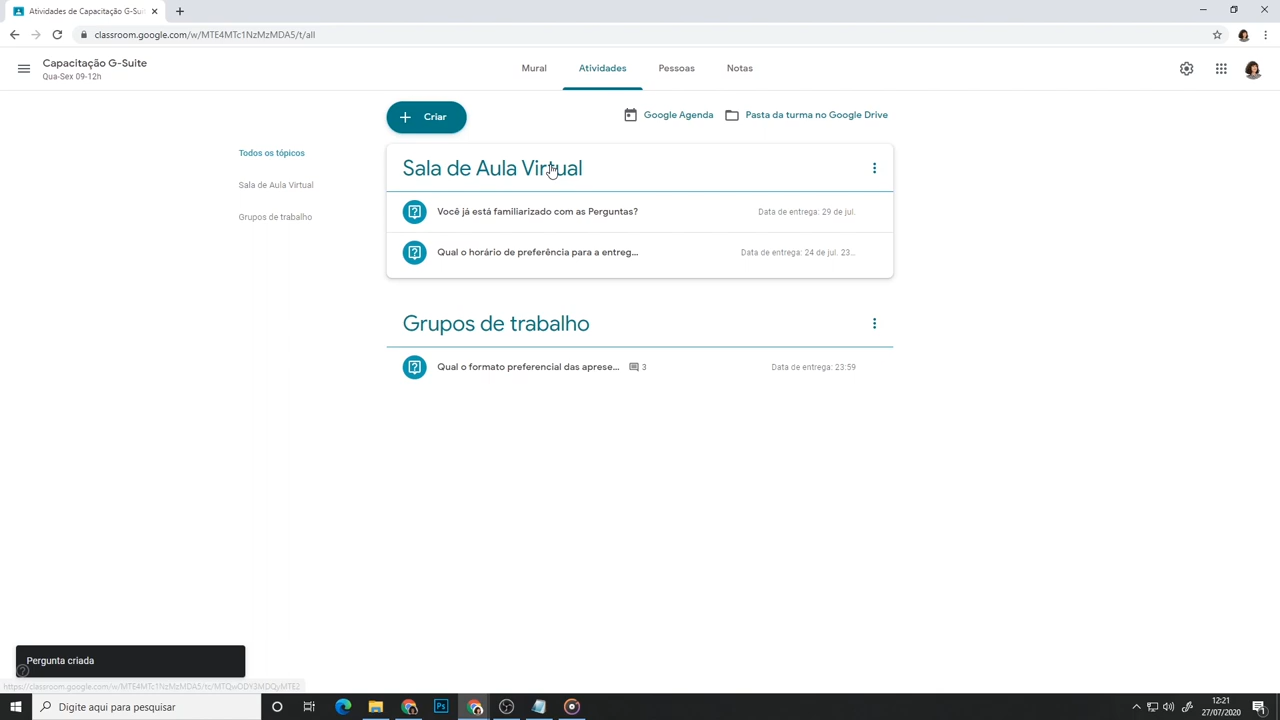 Atividades de Capacitação G-Suit
classroom.google.com/w/MTE4MTc1NzMzMDA5/t/all
Capacitação G-Suite
Qua-Sex 09-12h
Mural
Atividades
Pessoas
Notas
Criar
Google Agenda
Pasta da turma no Google Drive
Todos os tópicos
Sala de Aula Virtual
Grupos de trabalho
Sala de Aula Virtual
Você já está familiarizado com as Perguntas?
Data de entrega: 29 de jul.
Qual o horário de preferência para a entreg...
Data de entrega: 24 de jul. 23...
Grupos de trabalho
Qual o formato preferencial das aprese...
3
Data de entrega: 23:59
Pergunta criada
https://classroom.google.com/w/MTE4MTc1NzMzMDA5/tc/MTQwODY3MDQyMTE2
Digite aqui para pesquisar
12:21
27/07/2020